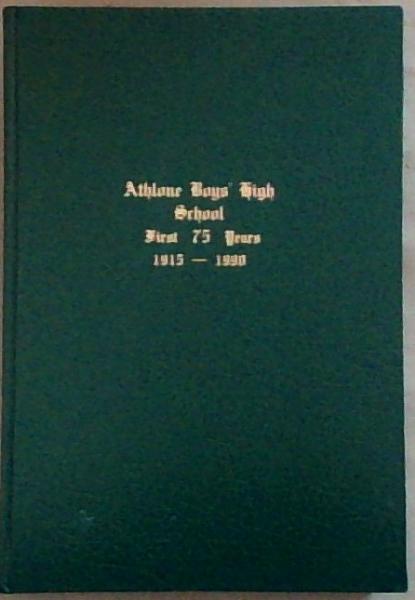 Athlone Boys' High
School
First 75 Years
1915 — 1990